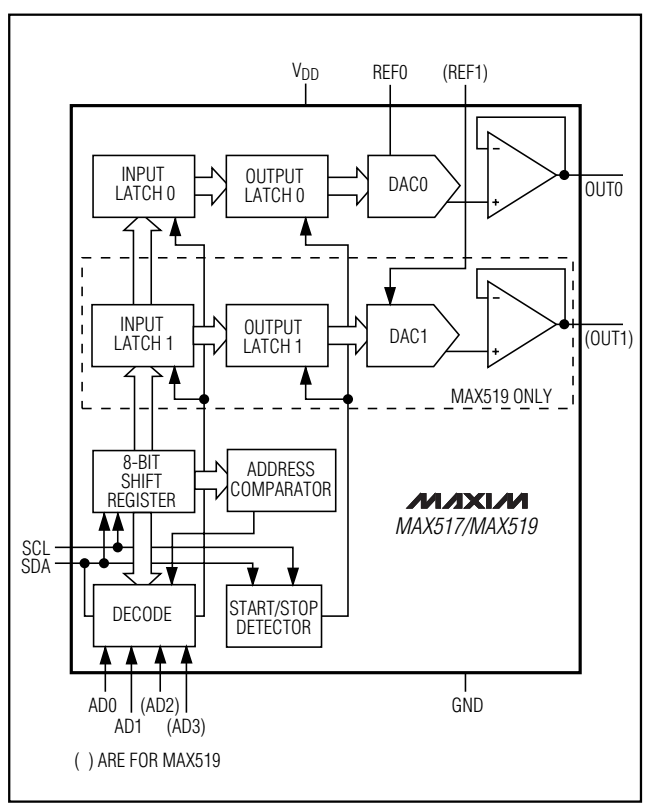 VDD
REF0
(REF1)
INPUT
LATCH 0
OUTPUT
LATCH 0
DAC0
−
+
OUT0
INPUT
LATCH 1
OUTPUT
LATCH 1
DAC1
−
+
(OUT1)
MAX519 ONLY
8-BIT
SHIFT
REGISTER
ADDRESS
COMPARATOR
MAXIM
MAX517/MAX519
SCL
SDA
DECODE
START/STOP
DETECTOR
AD0
AD1
(AD2)
(AD3)
GND
( ) ARE FOR MAX519